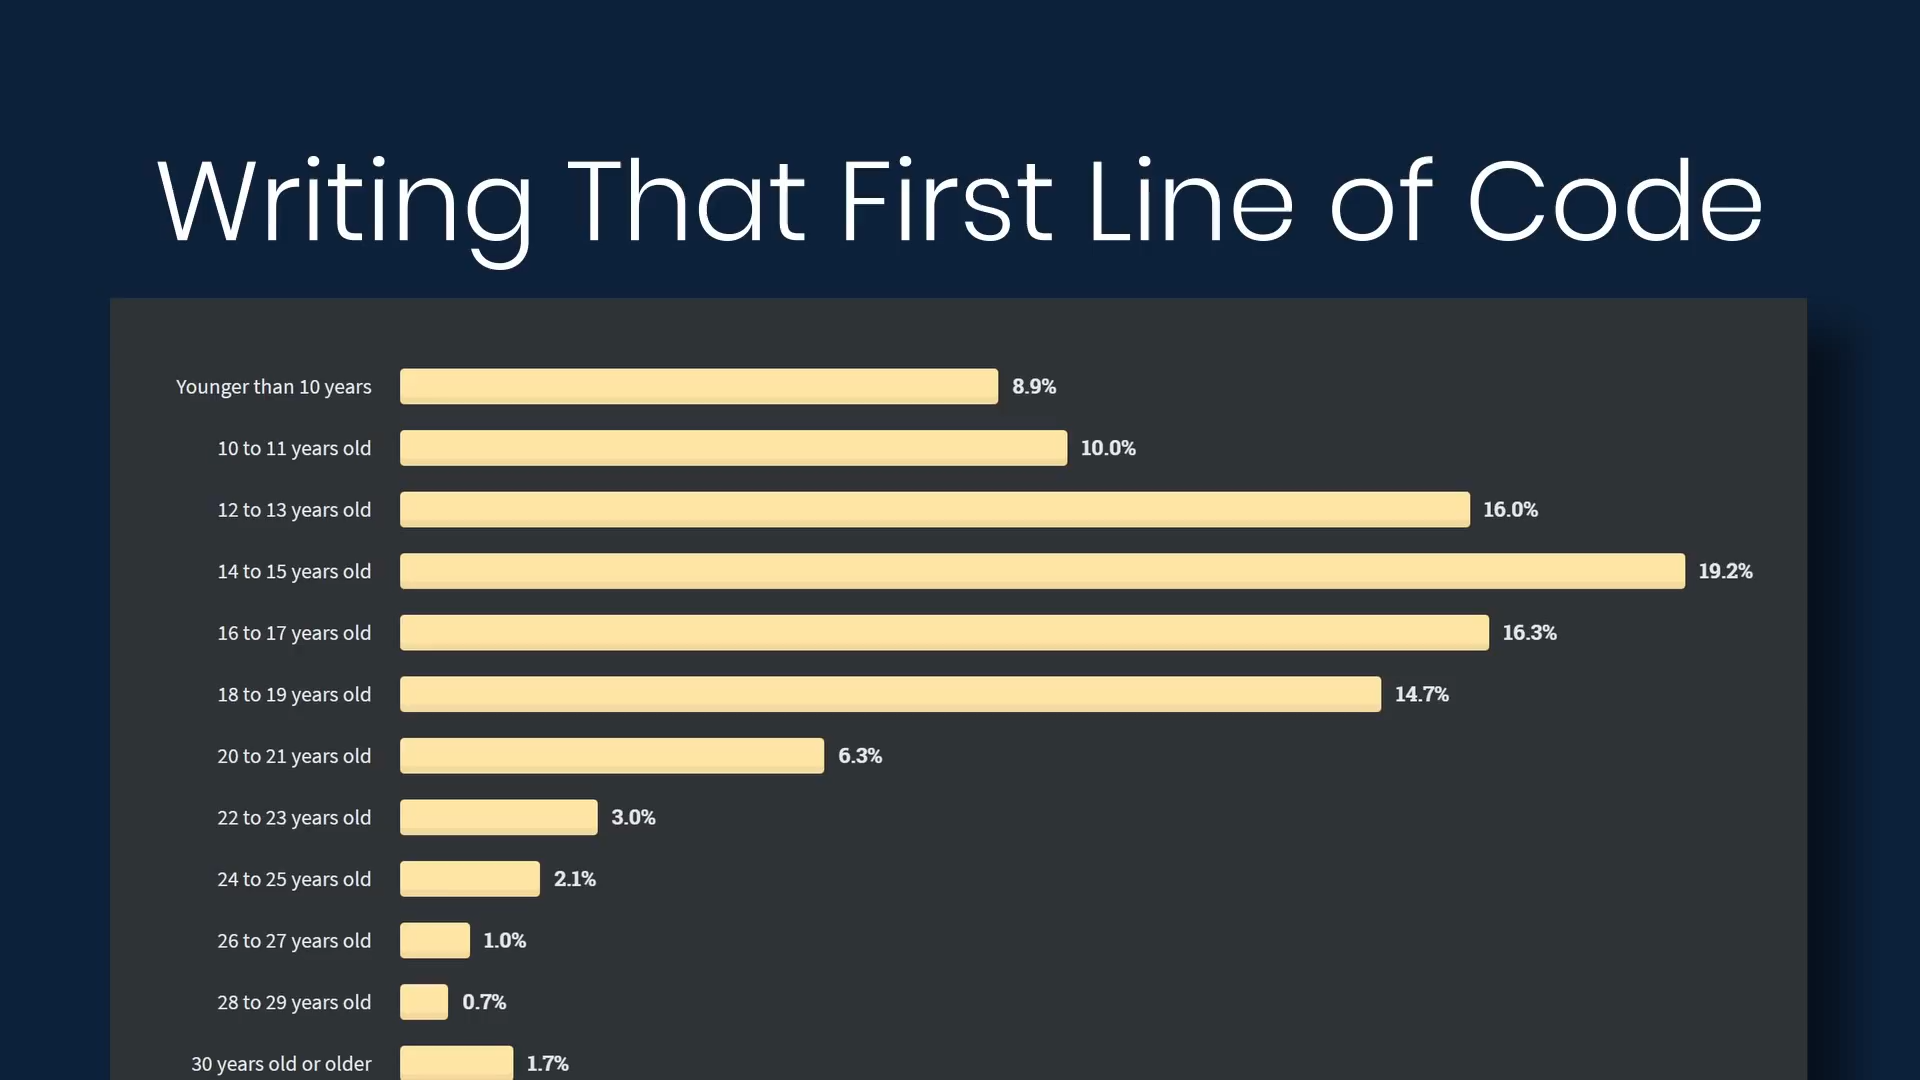 Writing That First Line of Code
Younger than 10 years 8.9%
10 to 11 years old 10.0%
12 to 13 years old 16.0%
14 to 15 years old 19.2%
16 to 17 years old 16.3%
18 to 19 years old 14.7%
20 to 21 years old 6.3%
22 to 23 years old 3.0%
24 to 25 years old 2.1%
26 to 27 years old 1.0%
28 to 29 years old 0.7%
30 years old or older 1.7%